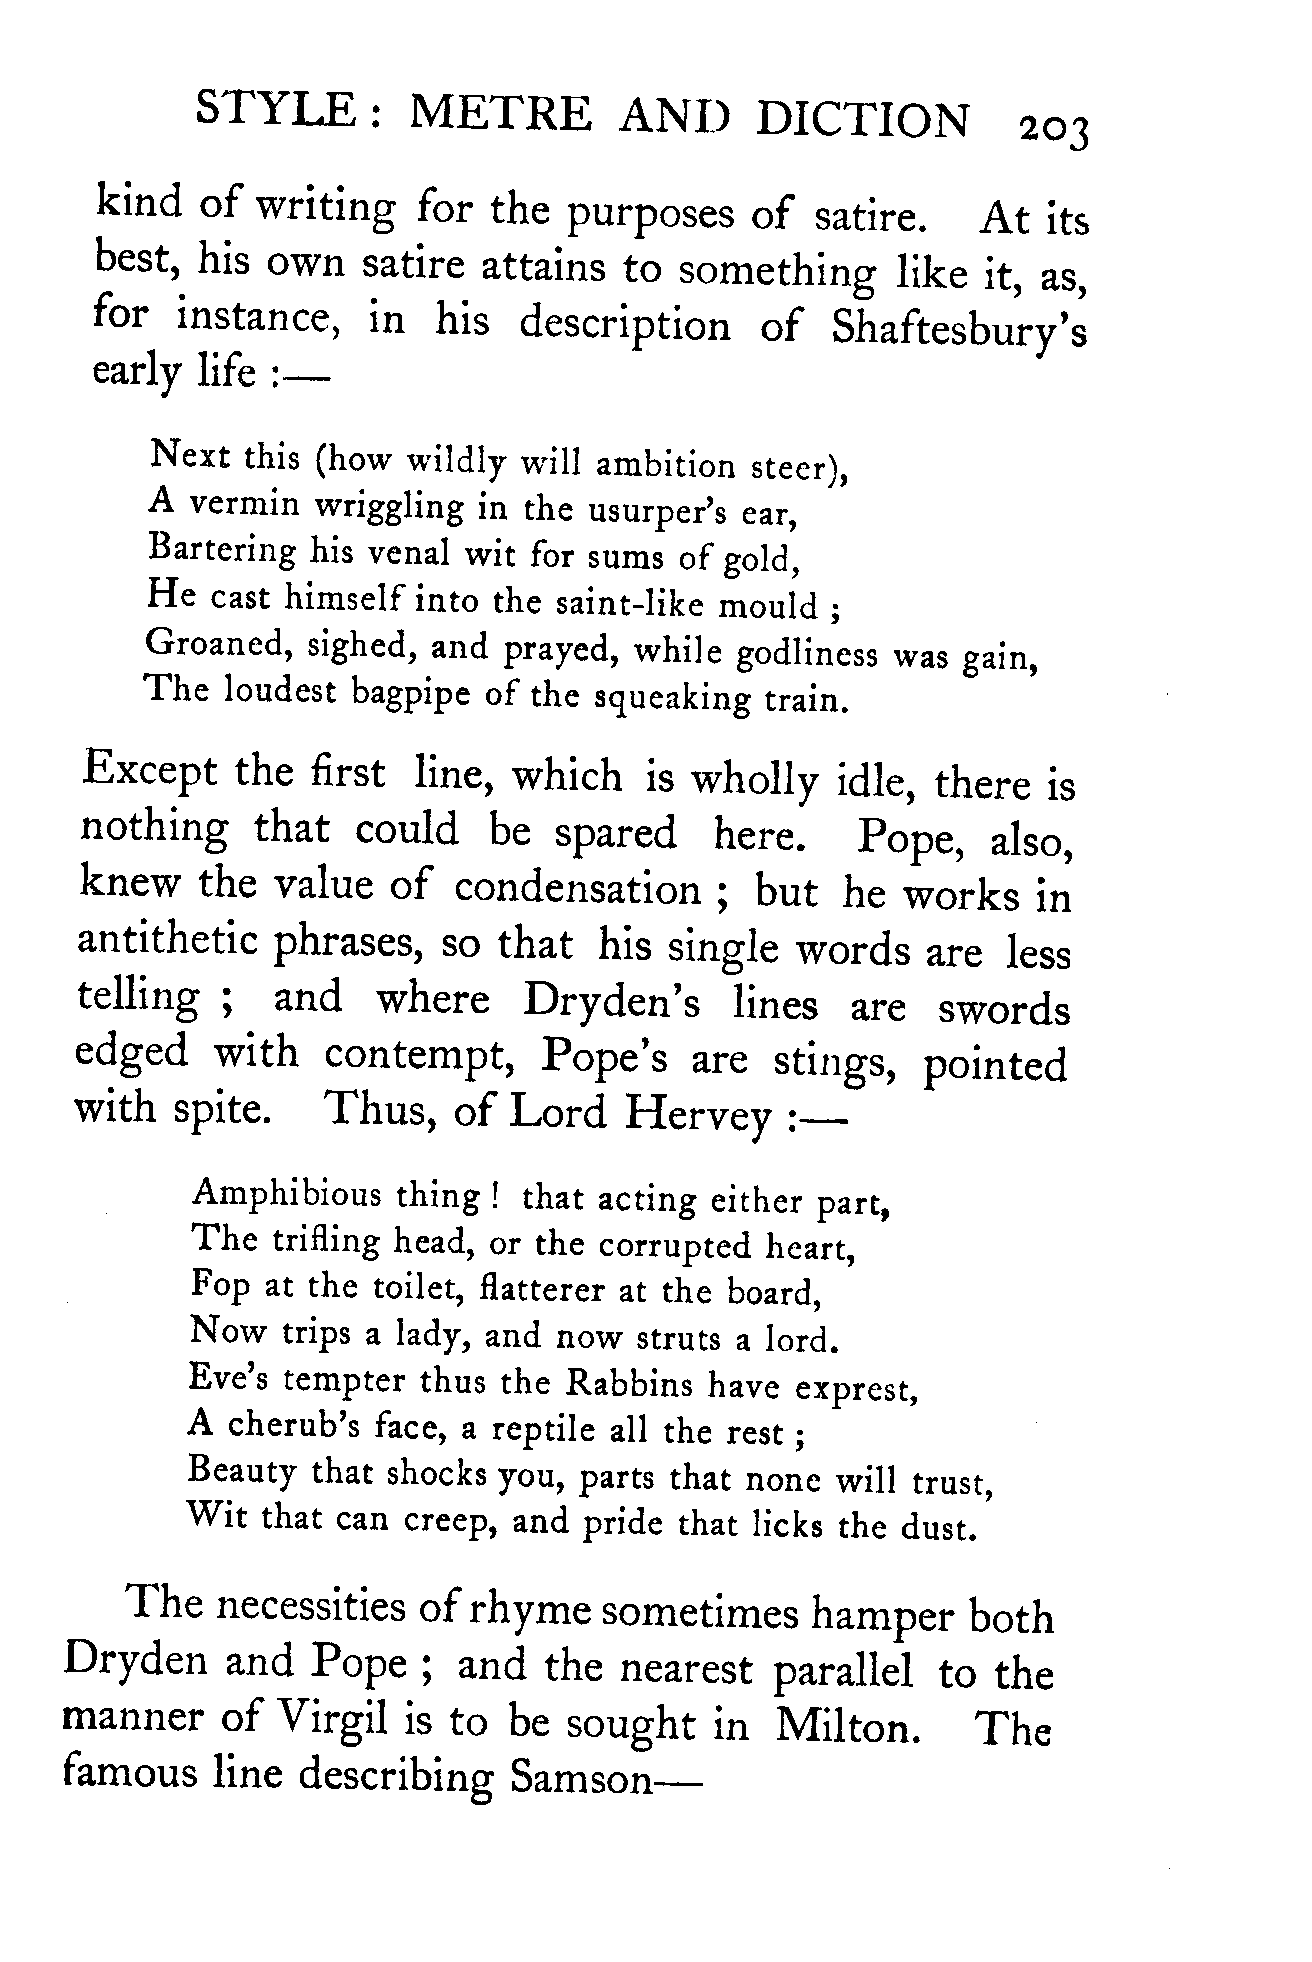 STYLE : METRE AND DICTION 203
kind of writing for the purposes of satire. At its
best, his own satire attains to something like it, as,
for instance, in his description of Shaftesbury's
early life :—
Next this (how wildly will ambition steer),
A vermin wriggling in the usurper's ear,
Bartering his venal wit for sums of gold,
He cast himself into the saint-like mould ;
Groaned, sighed, and prayed, while godliness was gain,
The loudest bagpipe of the squeaking train.
Except the first line, which is wholly idle, there is
nothing that could be spared here. Pope, also,
knew the value of condensation ; but he works in
antithetic phrases, so that his single words are less
telling ; and where Dryden's lines are swords
edged with contempt, Pope's are stings, pointed
with spite. Thus, of Lord Hervey :—
Amphibious thing ! that acting either part,
The trifling head, or the corrupted heart,
Fop at the toilet, flatterer at the board,
Now trips a lady, and now struts a lord.
Eve's tempter thus the Rabbins have exprest,
A cherub's face, a reptile all the rest ;
Beauty that shocks you, parts that none will trust,
Wit that can creep, and pride that licks the dust.
The necessities of rhyme sometimes hamper both
Dryden and Pope ; and the nearest parallel to the
manner of Virgil is to be sought in Milton. The
famous line describing Samson—